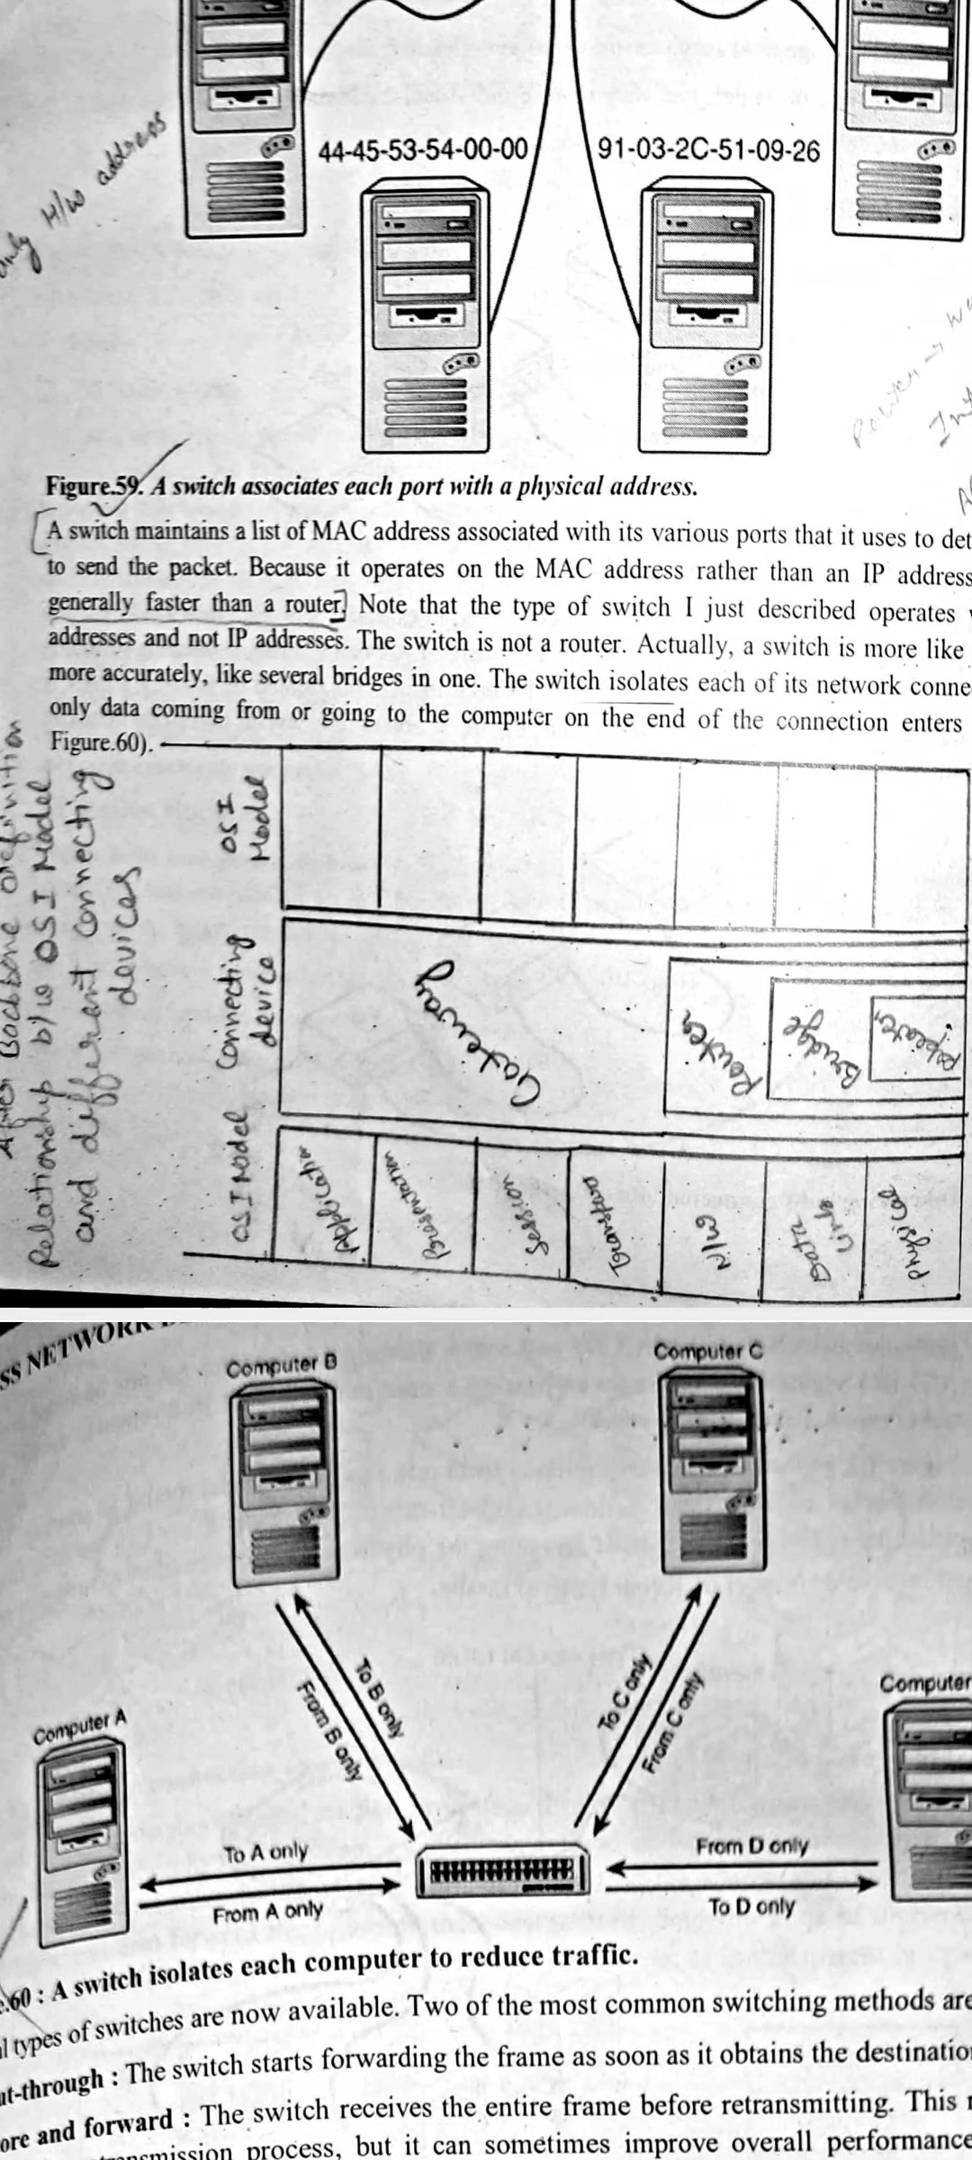 only H/W address
44-45-53-54-00-00
91-03-2C-51-09-26
Router →
Figure.59. A switch associates each port with a physical address.
A switch maintains a list of MAC address associated with its various ports that it uses to det
to send the packet. Because it operates on the MAC address rather than an IP address
generally faster than a router. Note that the type of switch I just described operates
addresses and not IP addresses. The switch is not a router. Actually, a switch is more like
more accurately, like several bridges in one. The switch isolates each of its network conne
only data coming from or going to the computer on the end of the connection enters
Figure.60).
After Backbone definition
Relationship b/w OSI Model
and different connecting
devices
OSI
Model
Connecting
device
Gateway
Router
Bridge
Repeater
OSI Model
Application
Presentation
Session
Transport
N/W
Data
Link
Physical
SS NETWORK
Computer B
Computer C
Computer A
Computer
To B only
From B only
To C only
From C only
To A only
From A only
From D only
To D only
.60 : A switch isolates each computer to reduce traffic.
l types of switches are now available. Two of the most common switching methods are
ut-through : The switch starts forwarding the frame as soon as it obtains the destinatio
ore and forward : The switch receives the entire frame before retransmitting. This
nsmission process, but it can sometimes improve overall performance